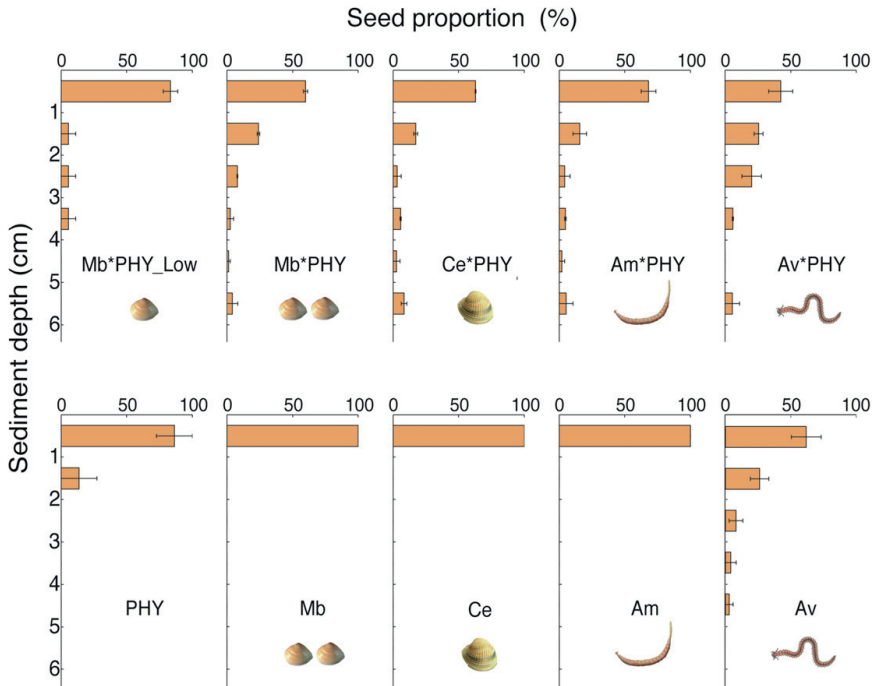 Seed proportion (%)
0 50 100 0 50 100 0 50 100 0 50 100 0 50 100
1
2
3
4
5
6
Mb*PHY_Low Mb*PHY Ce*PHY Am*PHY Av*PHY
Sediment depth (cm)
0 50 100 0 50 100 0 50 100 0 50 100 0 50 100
1
2
3
4
5
6
PHY Mb Ce Am Av